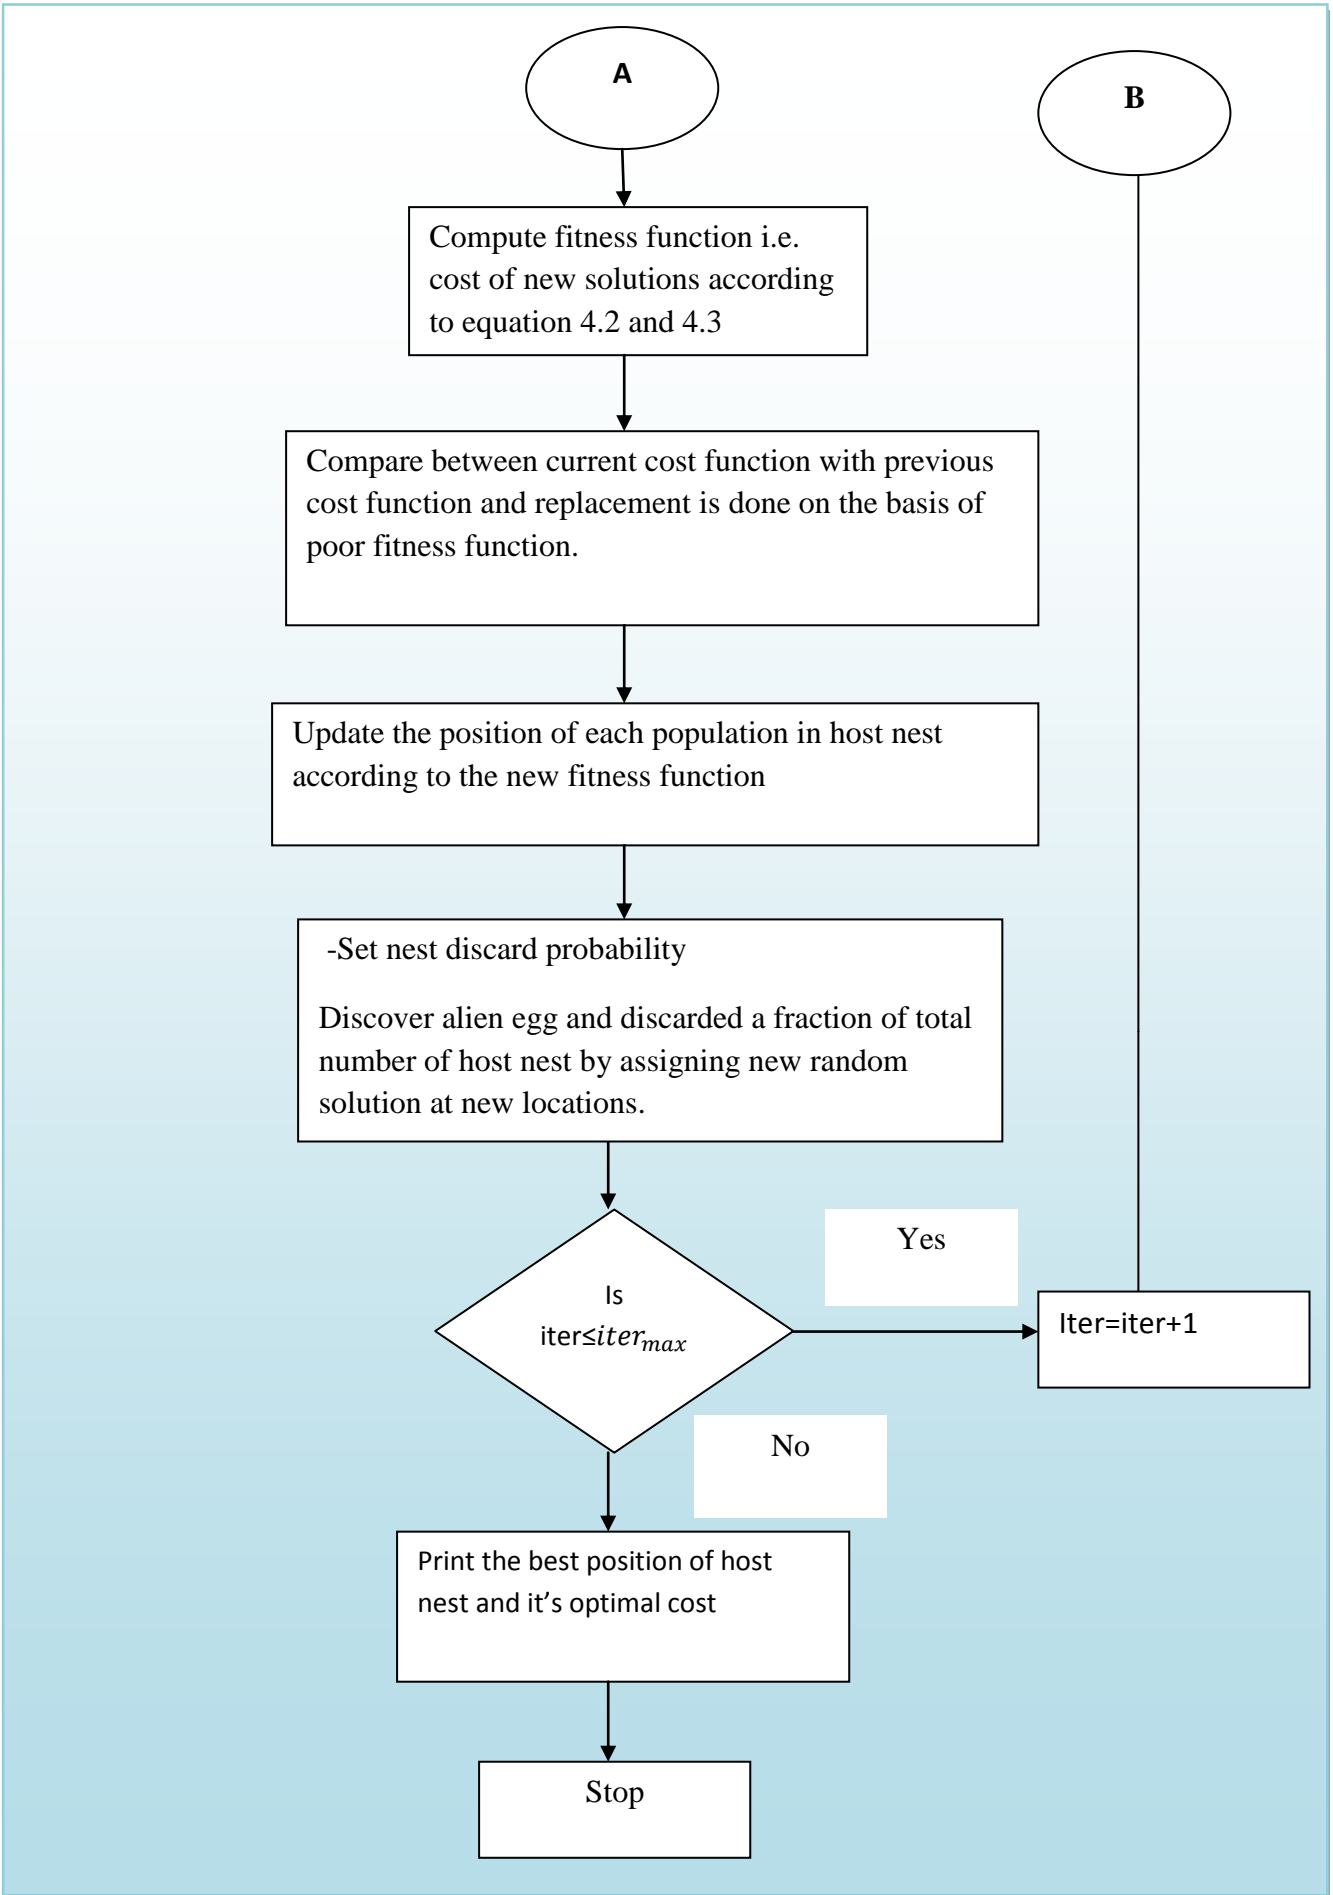 A
B
Compute fitness function i.e.
cost of new solutions according
to equation 4.2 and 4.3
Compare between current cost function with previous
cost function and replacement is done on the basis of
poor fitness function.
Update the position of each population in host nest
according to the new fitness function
-Set nest discard probability
Discover alien egg and discarded a fraction of total
number of host nest by assigning new random
solution at new locations.
Yes
Is
iter≤iter_max
Iter=iter+1
No
Print the best position of host
nest and it’s optimal cost
Stop